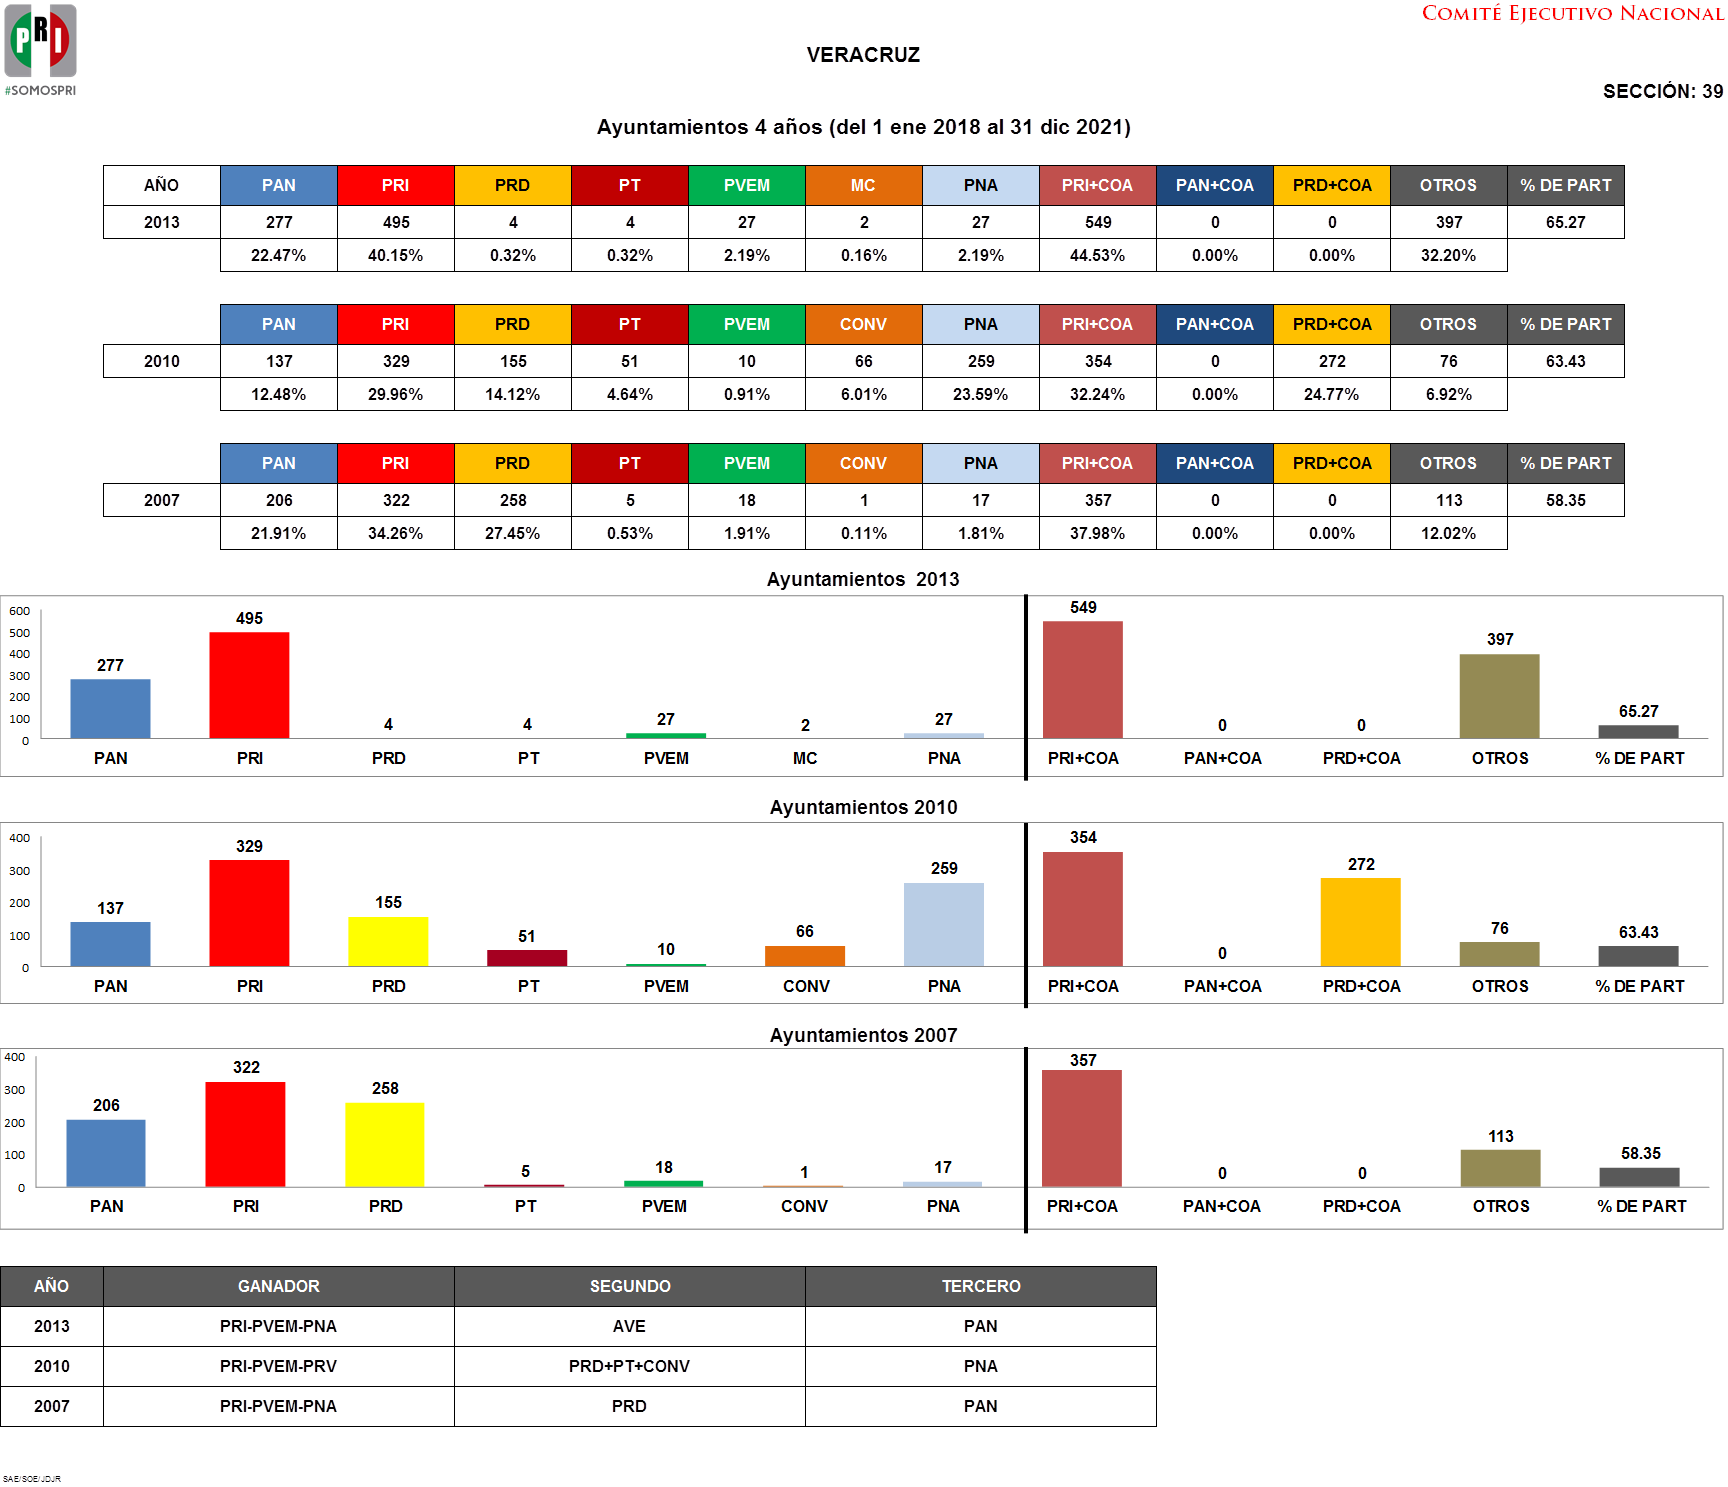 COMITÉ EJECUTIVO NACIONAL
PRI
#SOMOSPRI
VERACRUZ
SECCIÓN: 39
Ayuntamientos 4 años (del 1 ene 2018 al 31 dic 2021)
AÑO PAN PRI PRD PT PVEM MC PNA PRI+COA PAN+COA PRD+COA OTROS % DE PART
2013 277 495 4 4 27 2 27 549 0 0 397 65.27
22.47% 40.15% 0.32% 0.32% 2.19% 0.16% 2.19% 44.53% 0.00% 0.00% 32.20%
PAN PRI PRD PT PVEM CONV PNA PRI+COA PAN+COA PRD+COA OTROS % DE PART
2010 137 329 155 51 10 66 259 354 0 272 76 63.43
12.48% 29.96% 14.12% 4.64% 0.91% 6.01% 23.59% 32.24% 0.00% 24.77% 6.92%
PAN PRI PRD PT PVEM CONV PNA PRI+COA PAN+COA PRD+COA OTROS % DE PART
2007 206 322 258 5 18 1 17 357 0 0 113 58.35
21.91% 34.26% 27.45% 0.53% 1.91% 0.11% 1.81% 37.98% 0.00% 0.00% 12.02%
Ayuntamientos 2013
600
500
400
300
200
100
0
277 495 4 4 27 2 27 549 0 0 397 65.27
PAN PRI PRD PT PVEM MC PNA PRI+COA PAN+COA PRD+COA OTROS % DE PART
Ayuntamientos 2010
400
300
200
100
0
137 329 155 51 10 66 259 354 0 272 76 63.43
PAN PRI PRD PT PVEM CONV PNA PRI+COA PAN+COA PRD+COA OTROS % DE PART
Ayuntamientos 2007
400
300
200
100
0
206 322 258 5 18 1 17 357 0 0 113 58.35
PAN PRI PRD PT PVEM CONV PNA PRI+COA PAN+COA PRD+COA OTROS % DE PART
AÑO GANADOR SEGUNDO TERCERO
2013 PRI-PVEM-PNA AVE PAN
2010 PRI-PVEM-PRV PRD+PT+CONV PNA
2007 PRI-PVEM-PNA PRD PAN
SAE/SOE/JDJR